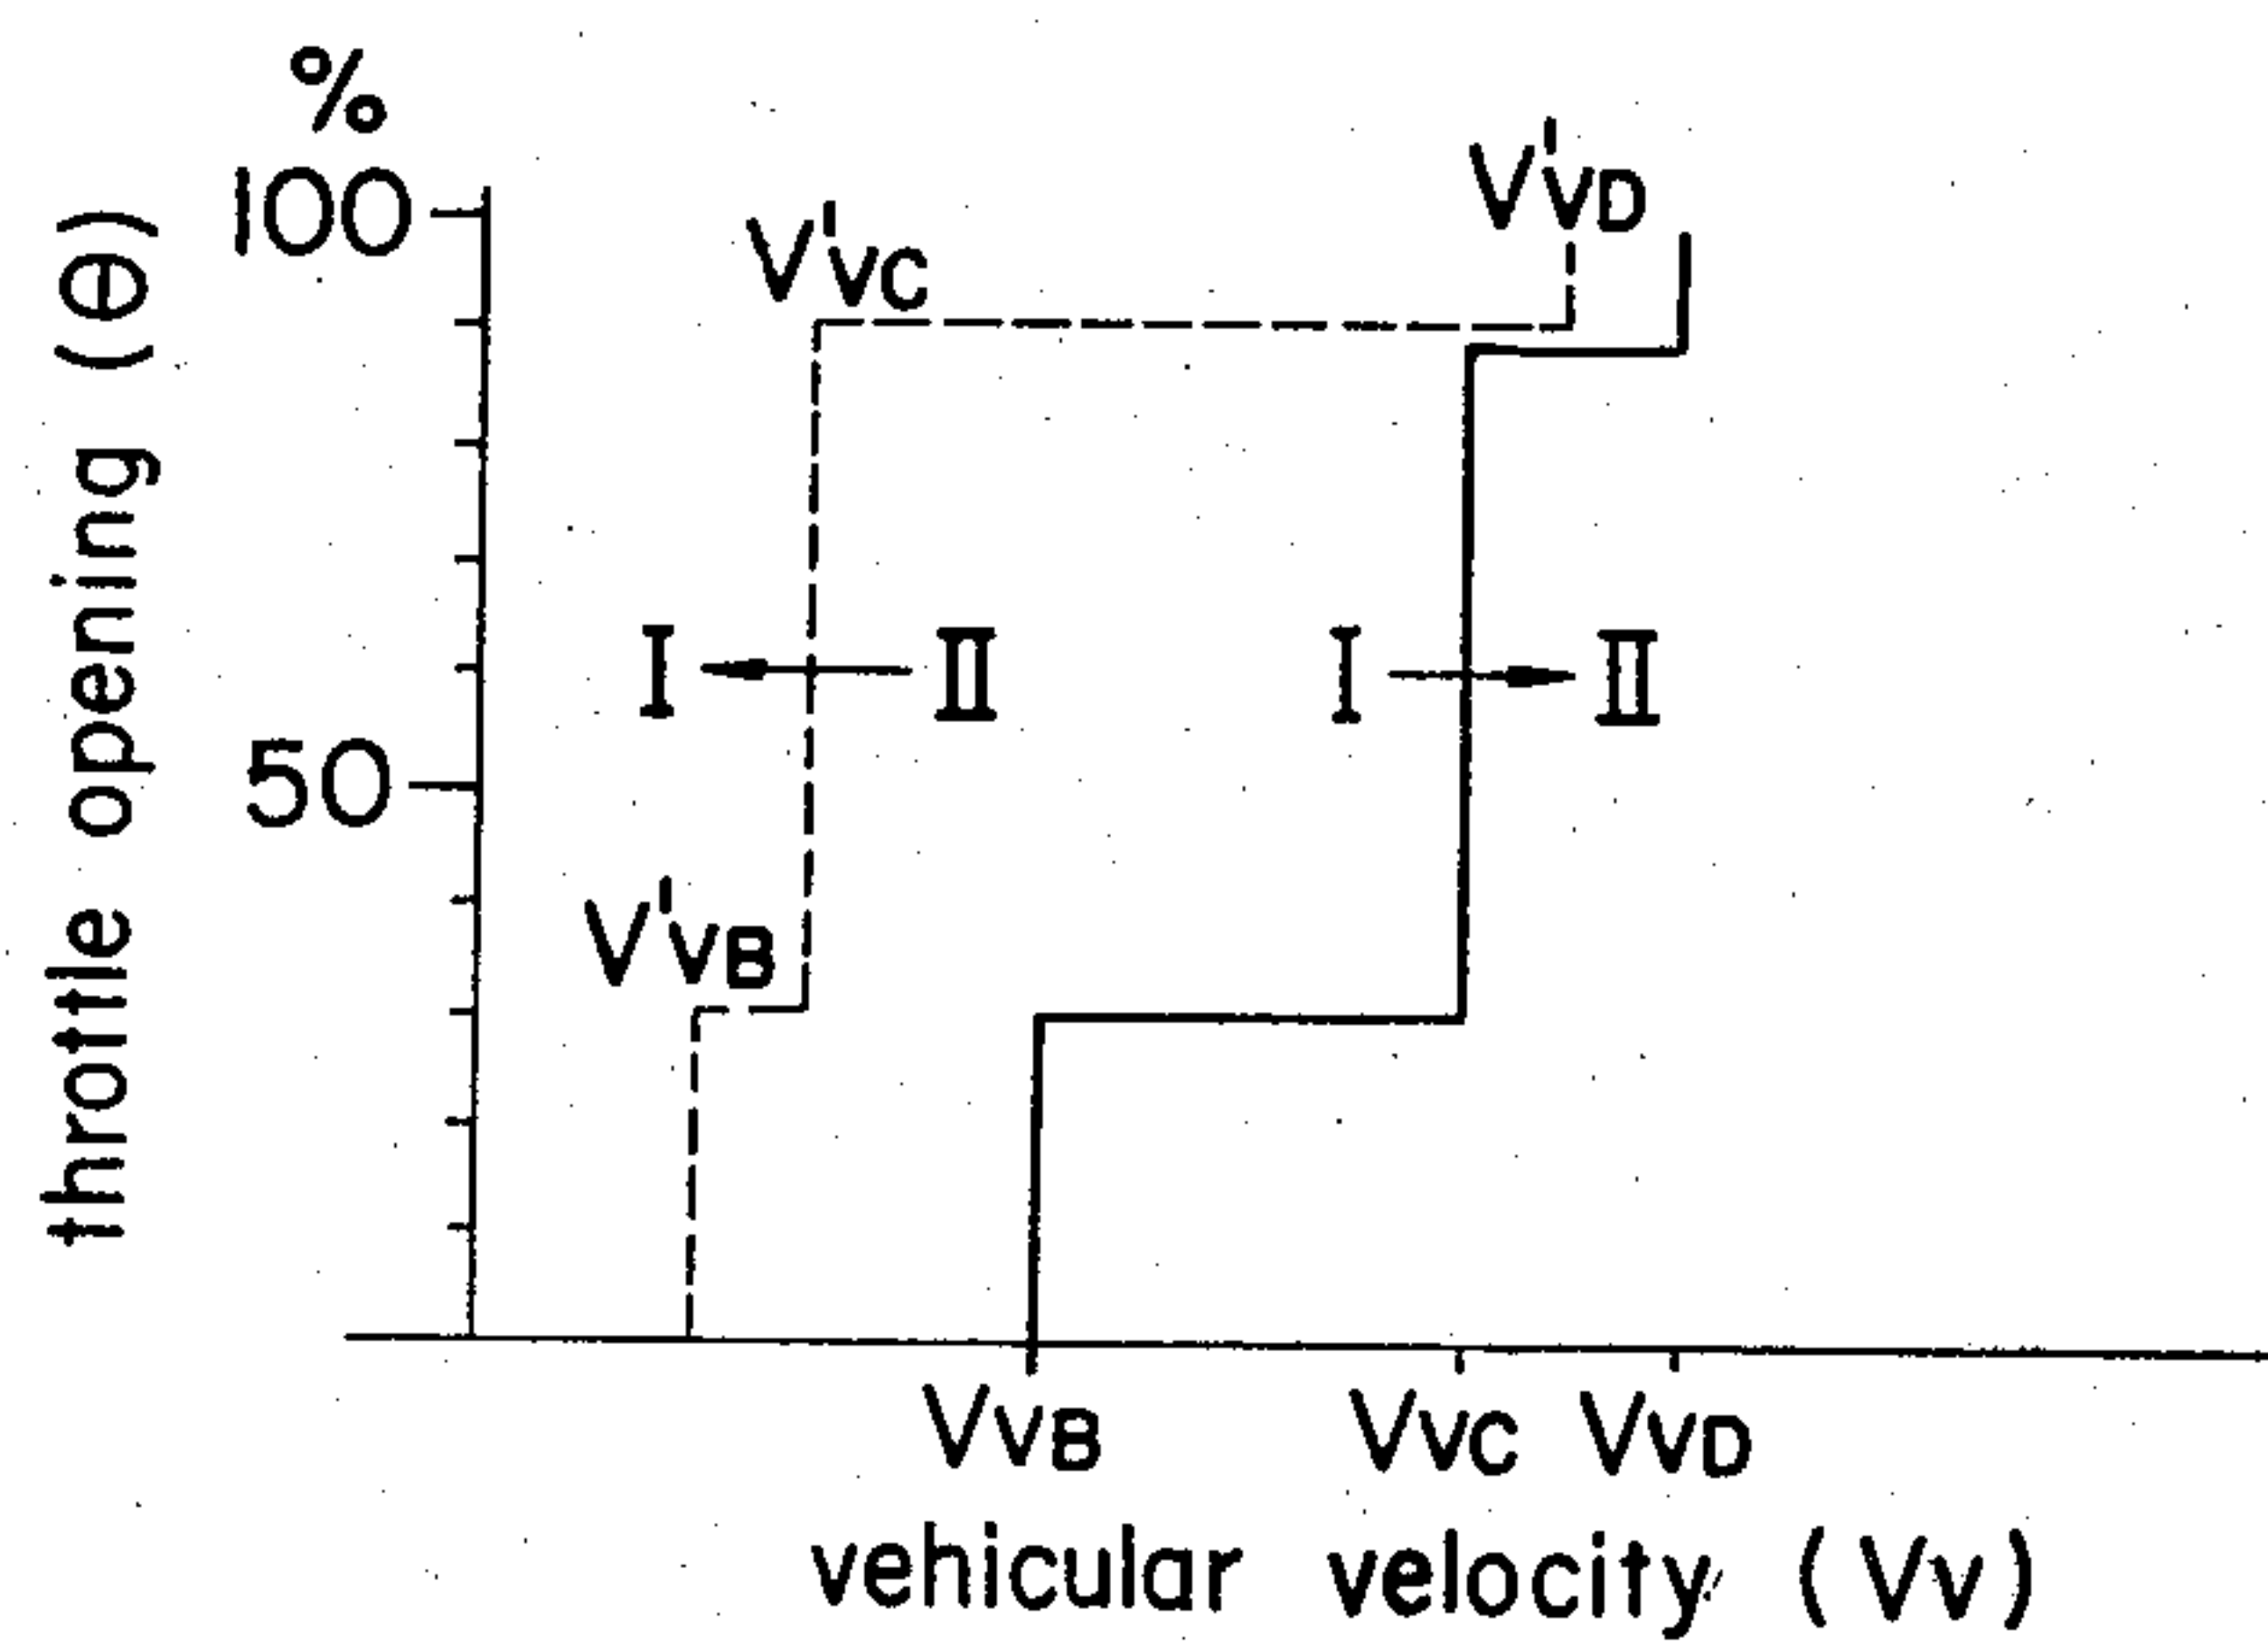 %
100
throttle opening (θ)
V'VC
V'VD
I
II
I
II
50
V'VB
VVB
VVC
VVD
vehicular velocity (Vv)